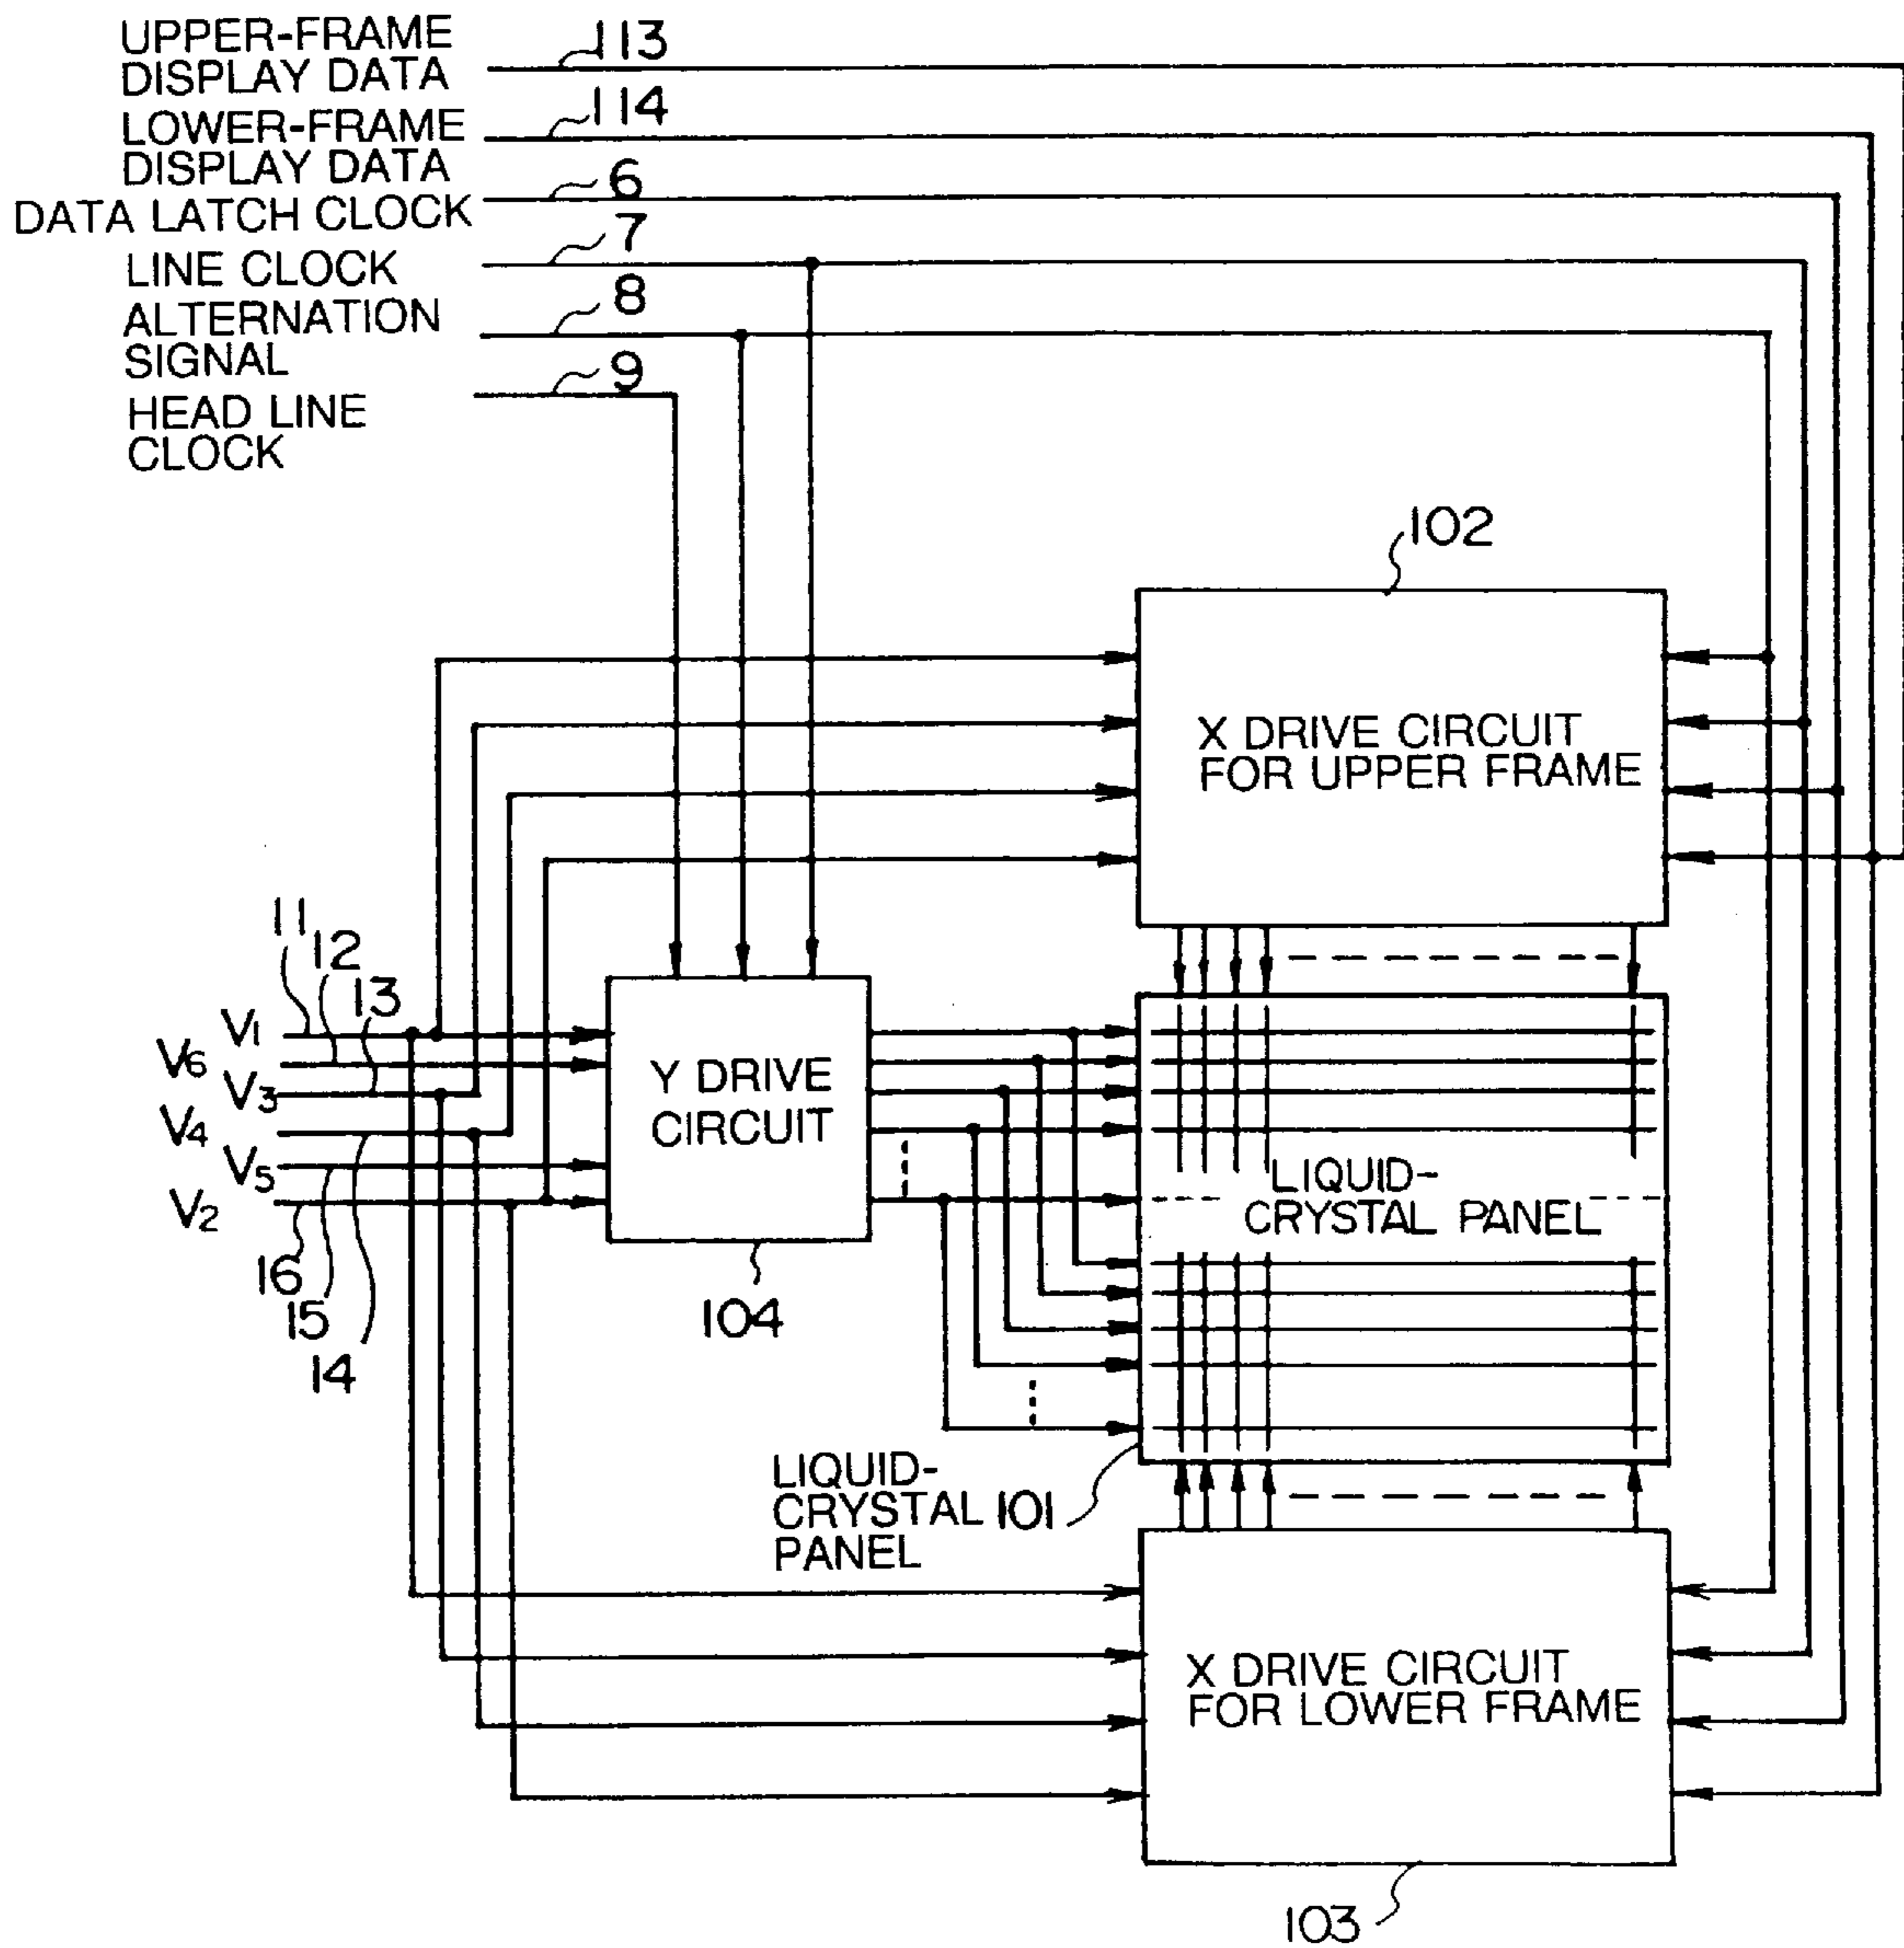 UPPER-FRAME
DISPLAY DATA
113
LOWER-FRAME
DISPLAY DATA
114
DATA LATCH CLOCK
6
LINE CLOCK
7
ALTERNATION
SIGNAL
8
HEAD LINE
CLOCK
9
102
X DRIVE CIRCUIT
FOR UPPER FRAME
11
12
13
V1
V6
V3
V4
V5
V2
16
15
14
Y DRIVE
CIRCUIT
104
LIQUID-
CRYSTAL PANEL
LIQUID-
CRYSTAL 101
PANEL
X DRIVE CIRCUIT
FOR LOWER FRAME
103